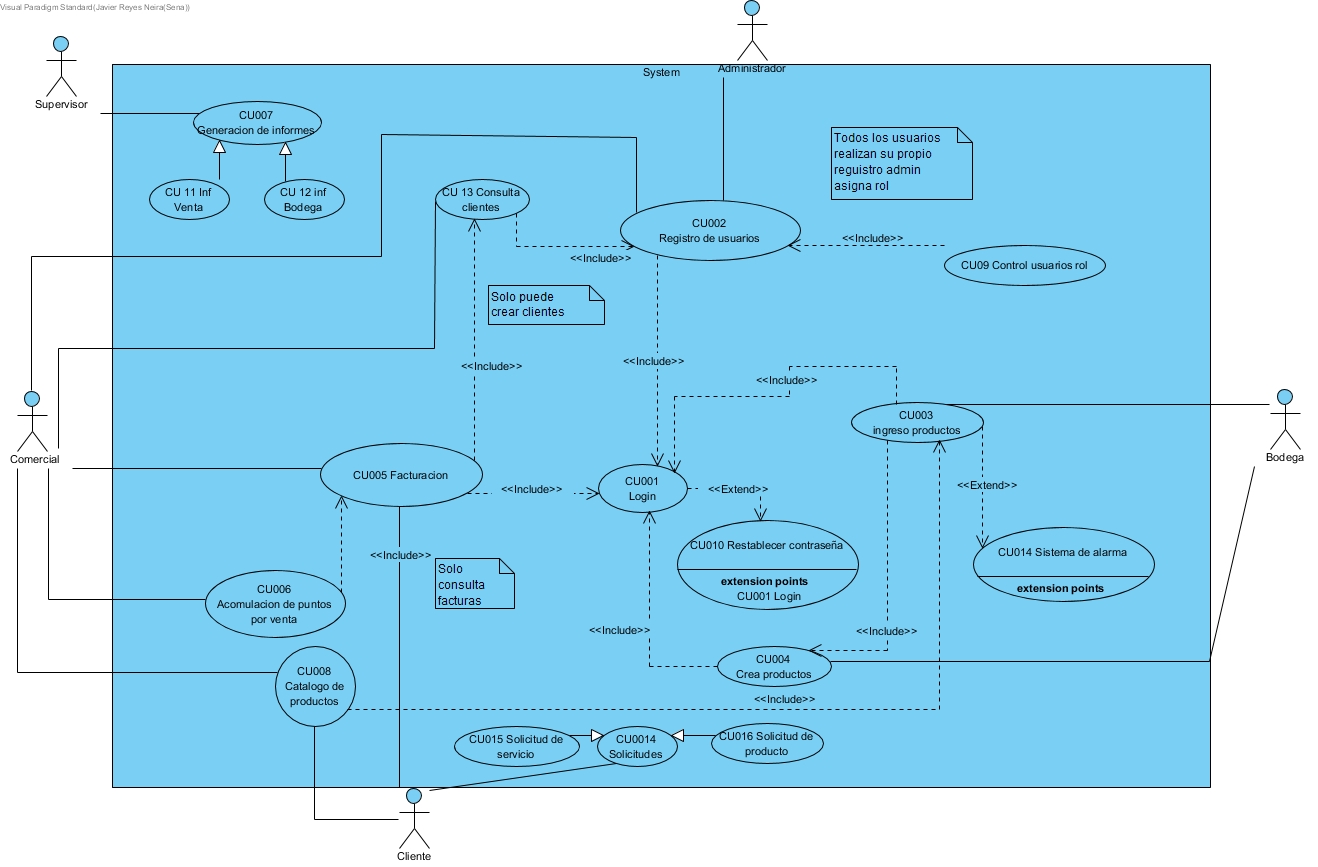 Visual Paradigm Standard(Javier Reyes Neira(Sena))
Administrador
System
Supervisor
CU007
Generacion de informes
CU 11 Inf
Venta
CU 12 inf
Bodega
CU 13 Consulta
clientes
Todos los usuarios
realizan su propio
reguistro admin
asigna rol
CU002
Registro de usuarios
<<Include>>
<<Include>>
CU09 Control usuarios rol
Solo puede
crear clientes
<<Include>>
<<Include>>
<<Include>>
CU003
ingreso productos
Comercial
Bodega
CU005 Facturacion
<<Include>>
CU001
Login
<<Extend>>
<<Extend>>
CU010 Restablecer contraseña
extension points
CU001 Login
CU014 Sistema de alarma
extension points
<<Include>>
Solo
consulta
facturas
CU006
Acomulacion de puntos
por venta
<<Include>>
<<Include>>
CU004
Crea productos
CU008
Catalogo de
productos
<<Include>>
CU015 Solicitud de
servicio
CU0014
Solicitudes
CU016 Solicitud de
producto
Cliente